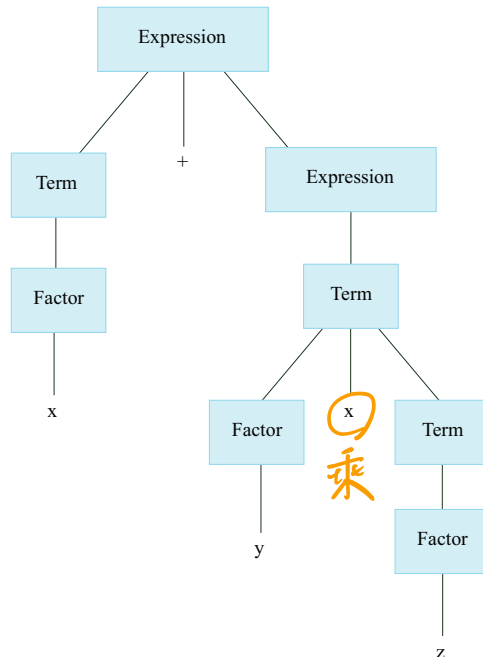 Expression
+
Term
Expression
Factor
Term
x
Factor
x
Term
乘
Factor
y
z